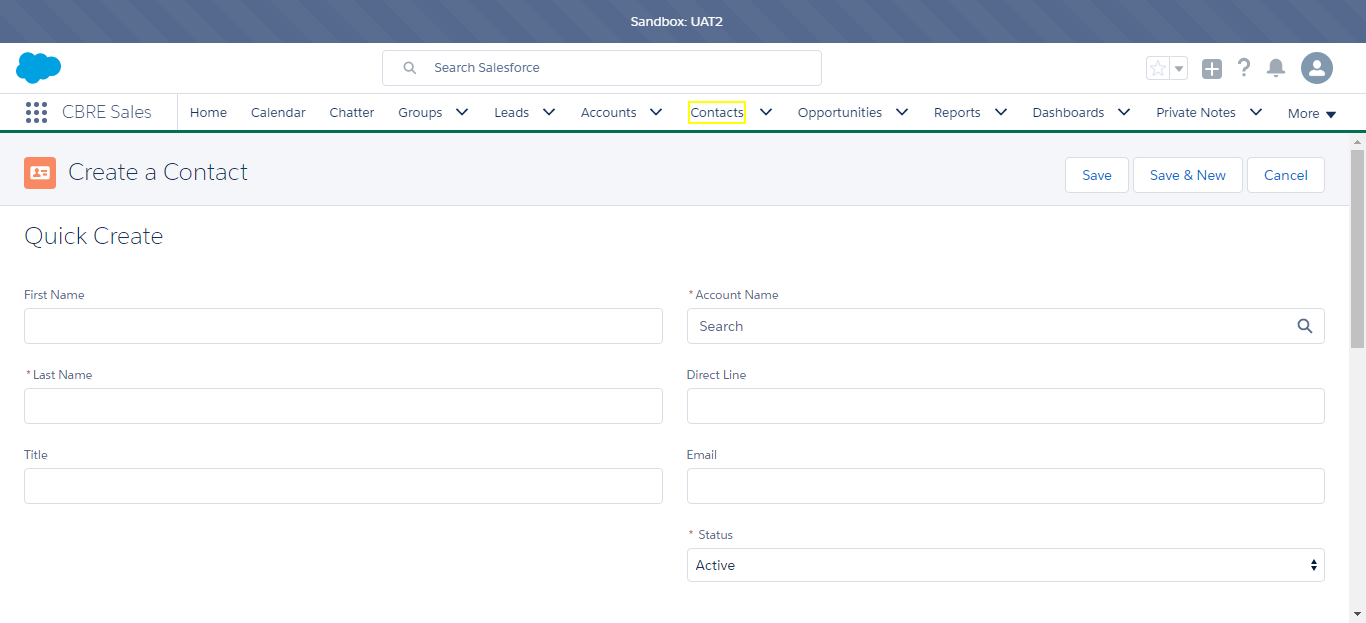 Sandbox: UAT2
Search Salesforce
CBRE Sales Home Calendar Chatter Groups Leads Accounts Contacts Opportunities Reports Dashboards Private Notes More
Create a Contact Save Save & New Cancel
Quick Create
First Name *Account Name
Search
*Last Name Direct Line
Title Email
* Status
Active